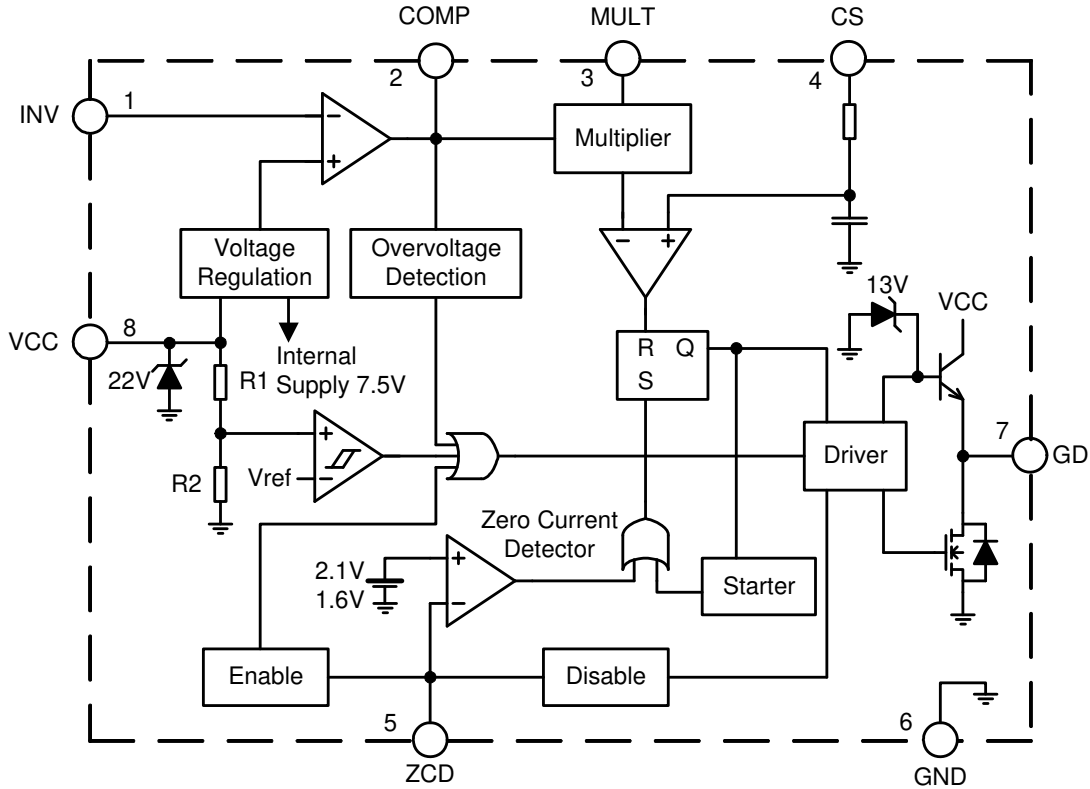 COMP
MULT
CS
2
3
4
INV
1
−
+
Multiplier
Voltage
Regulation
Overvoltage
Detection
−
+
13V
VCC
VCC
8
22V
R1
Internal
Supply 7.5V
R Q
S
R2
+
Vref
−
Driver
7
GD
Zero Current
Detector
2.1V
1.6V
+
−
Starter
Enable
Disable
5
ZCD
6
GND